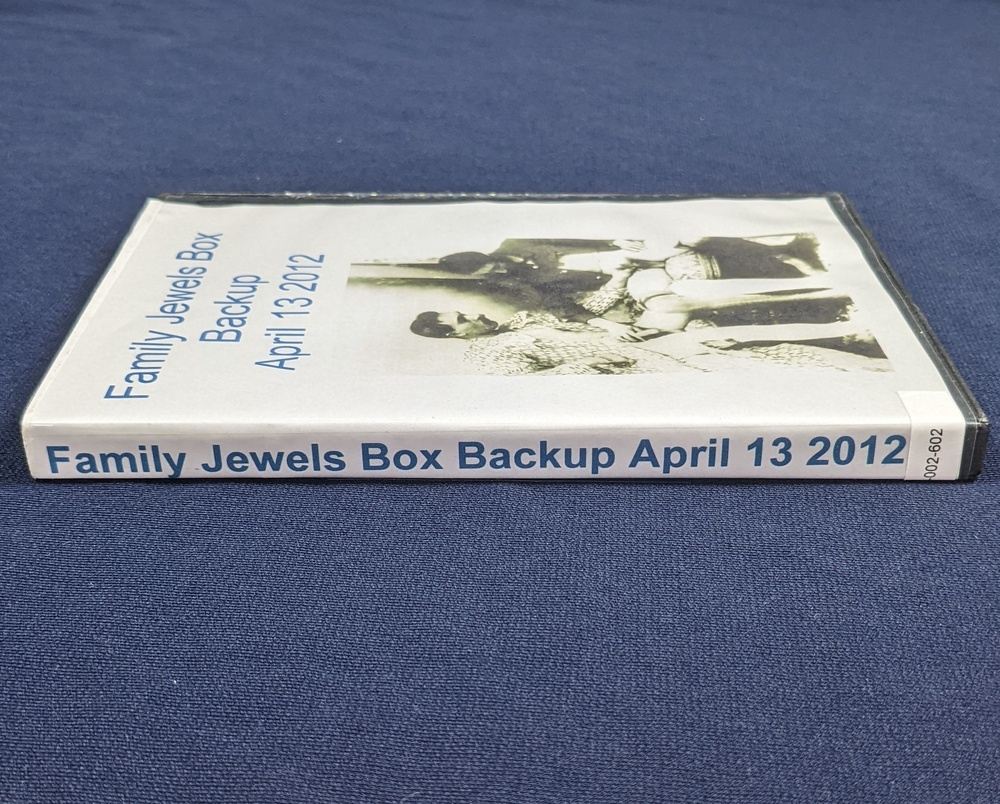 Family Jewels Box
Backup
April 13 2012
Family Jewels Box Backup April 13 2012
-002-602